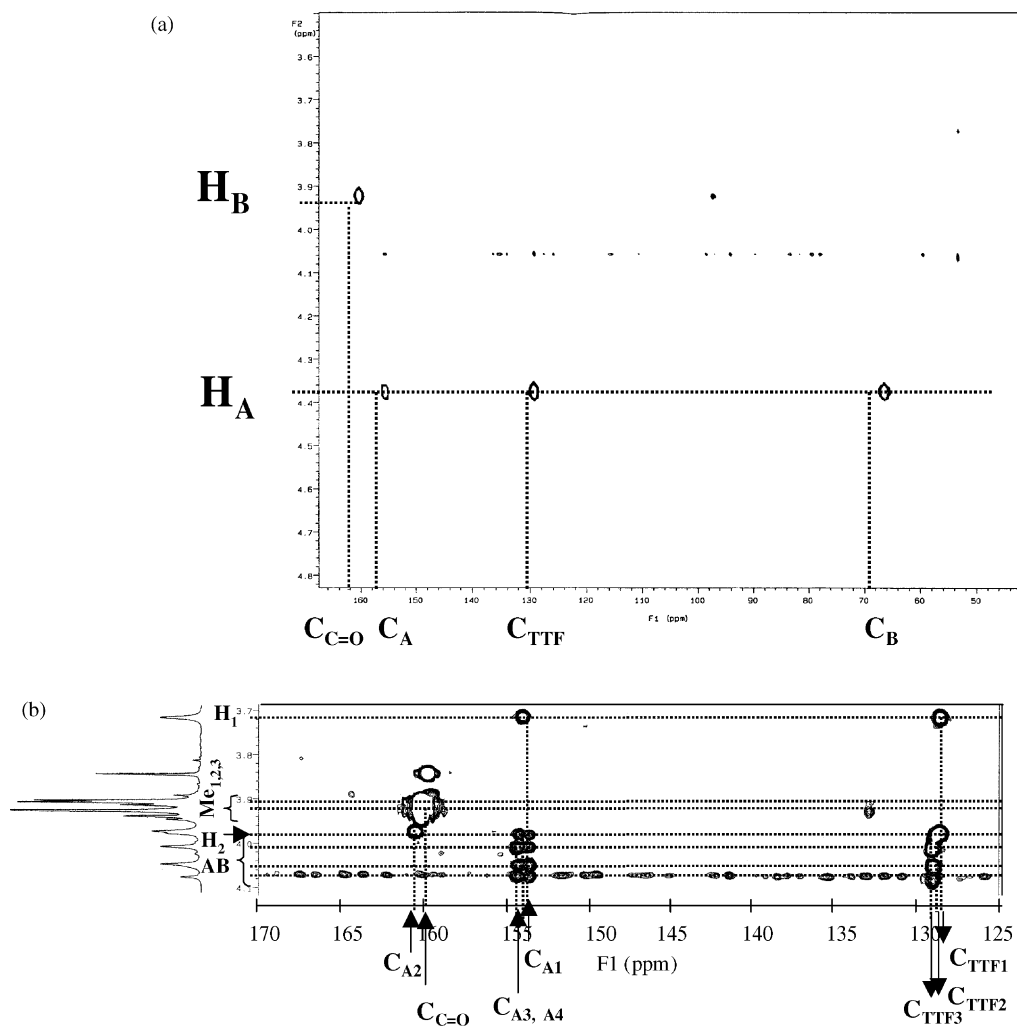 (a)
F2
(ppm)
3.6
3.7
3.8
3.9
4.0
4.1
4.2
4.3
4.4
4.5
4.6
4.7
4.8
H_B
H_A
160 150 140 130 120 110 100 90 80 70 60 50
F1 (ppm)
C_C=O C_A C_TTF C_B
(b)
H_1
Me_1,2,3
H_2
AB
3.7
3.8
3.9
4.0
4.1
170 165 160 155 150 145 140 135 130 125
F1 (ppm)
C_A2 C_A1 C_TTF1
C_C=O C_A3, A4 C_TTF3 C_TTF2